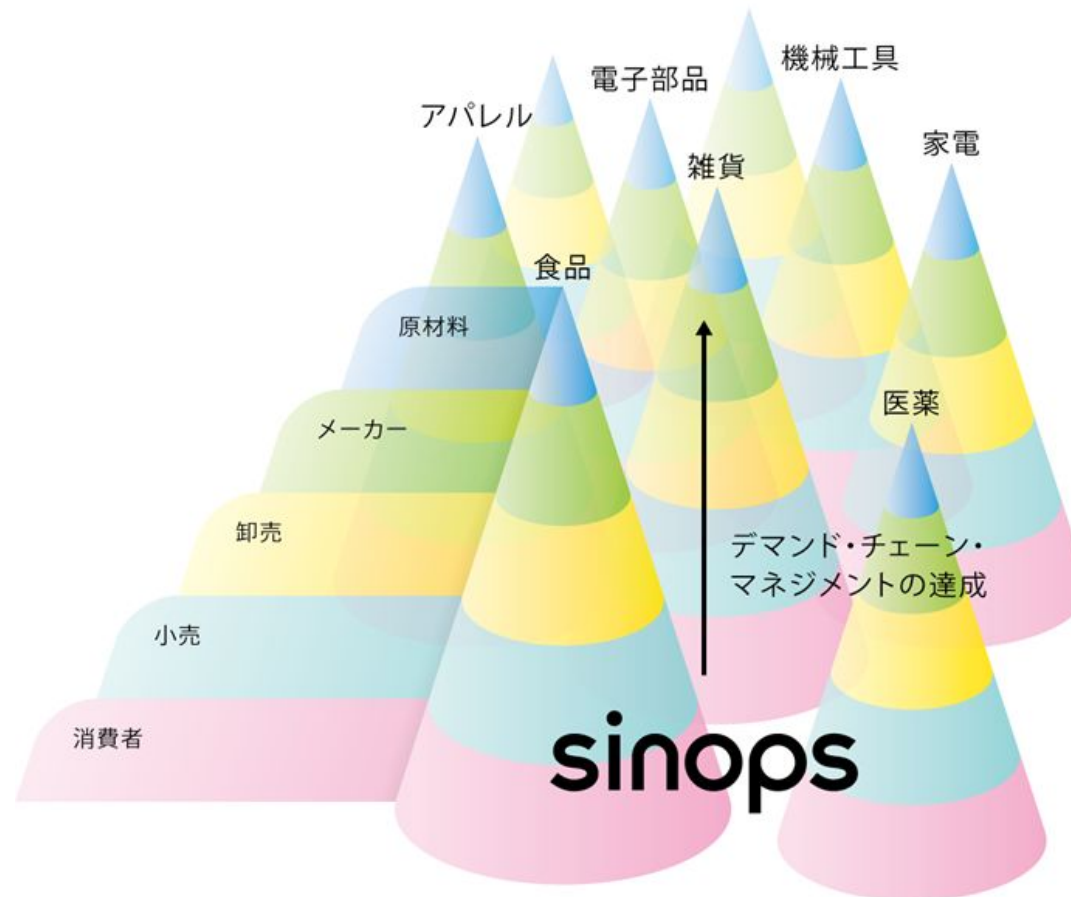 機械工具
電子部品
アパレル
家電
雑貨
食品
原材料
医薬
メーカー
卸売
デマンド・チェーン・
マネジメントの達成
小売
消費者
sinops